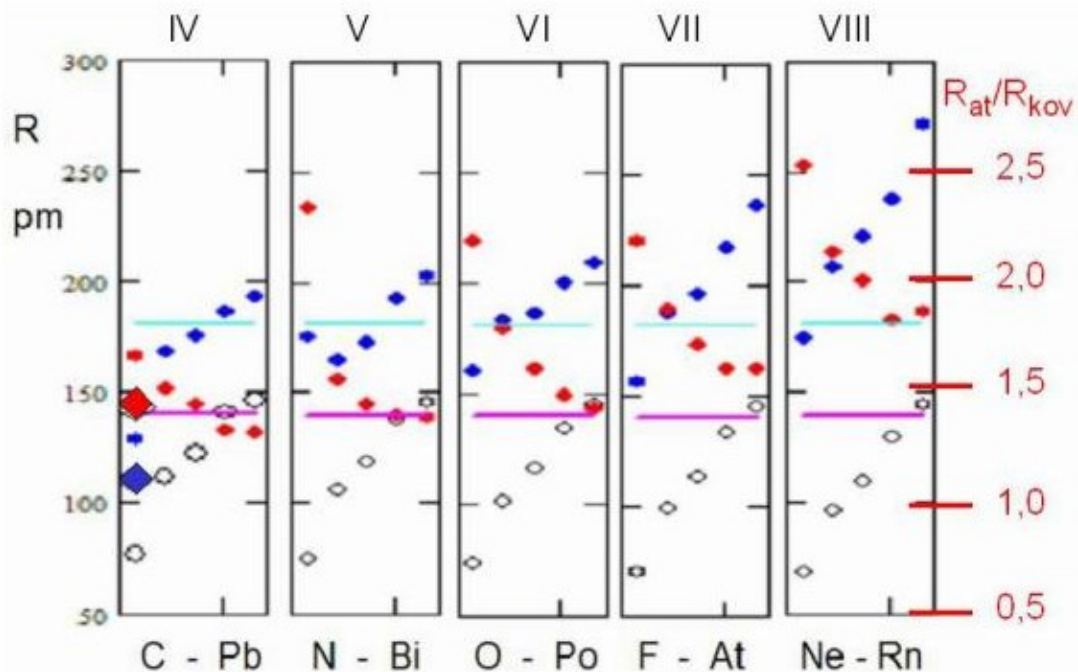 IV V VI VII VIII
300
R_at/R_kov
R
250
2,5
pm
200
2,0
150
1,5
100
1,0
50
0,5
C - Pb N - Bi O - Po F - At Ne - Rn